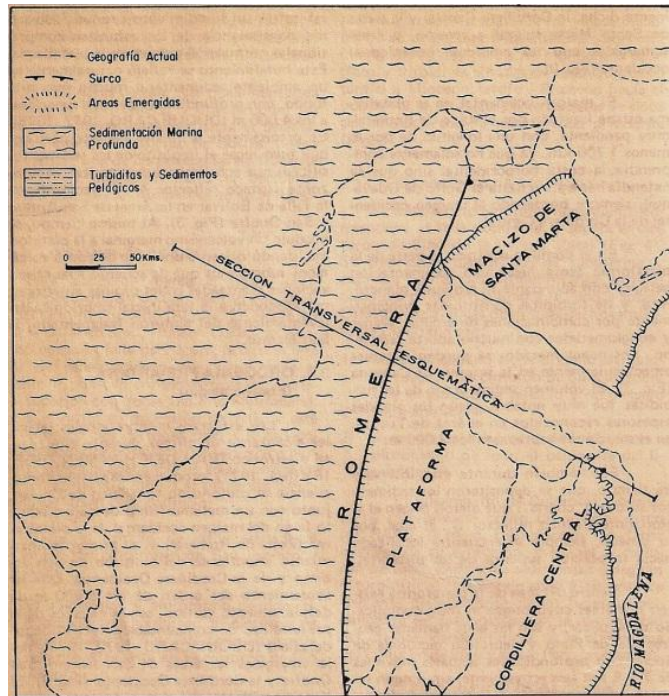 Geografía Actual
Surco
Areas Emergidas
Sedimentación Marina
Profunda
Turbiditas y Sedimentos
Pelágicos
0 25 50 Kms.
SECCION TRANSVERSAL ESQUEMÁTICA
ROMERAL
MACIZO DE
SANTA MARTA
PLATAFORMA
CORDILLERA CENTRAL
RIO MAGDALENA